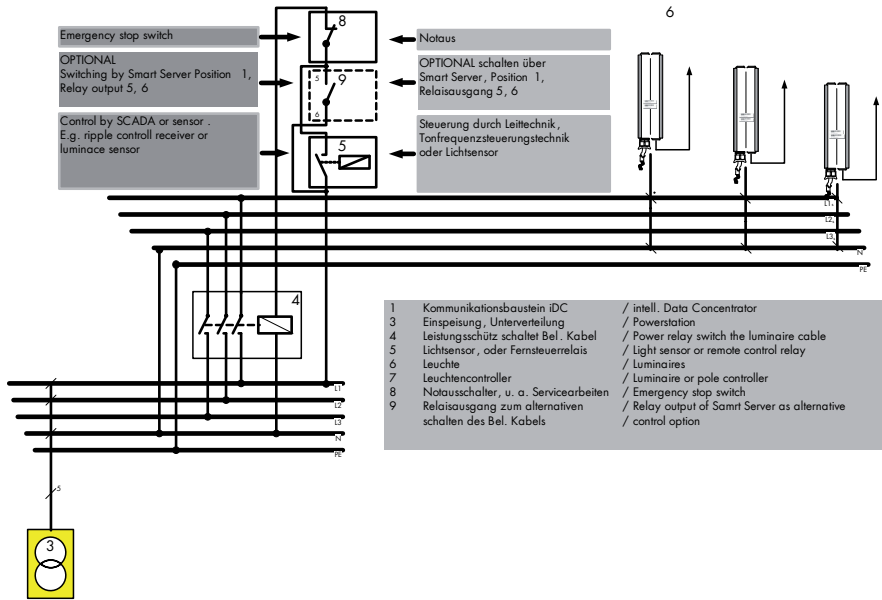 8
6
Emergency stop switch
Notaus
OPTIONAL
Switching by Smart Server Position 1,
Relay output 5, 6
5
9
6
OPTIONAL schalten über
Smart Server, Position 1,
Relaisausgang 5, 6
Control by SCADA or sensor .
E.g. ripple controll receiver or
luminace sensor
5
Steuerung durch Leittechnik,
Tonfrequenzsteuerungstechnik
oder Lichtsensor
L1,
L2,
L3,
N
PE
4
1 Kommunikationsbaustein iDC / intell. Data Concentrator
3 Einspeisung, Unterverteilung / Powerstation
4 Leistungsschütz schaltet Bel. Kabel / Power relay switch the luminaire cable
5 Lichtsensor, oder Fernsteuerrelais / Light sensor or remote control relay
6 Leuchte / Luminaires
7 Leuchtencontroller / Luminaire or pole controller
8 Notausschalter, u. a. Servicearbeiten / Emergency stop switch
9 Relaisausgang zum alternativen / Relay output of Samrt Server as alternative
schalten des Bel. Kabels / control option
L1
L2
L3
N
PE
5
3